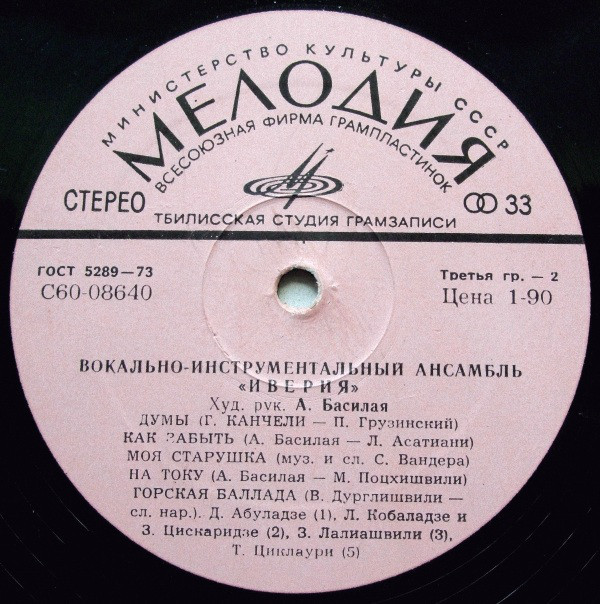 МИНИСТЕРСТВО КУЛЬТУРЫ СССР
МЕЛОДИЯ
ВСЕСОЮЗНАЯ ФИРМА ГРАМПЛАСТИНОК
СТЕРЕО
33
ТБИЛИССКАЯ СТУДИЯ ГРАМЗАПИСИ
ГОСТ 5289—73
Третья гр. — 2
С60-08640
Цена 1-90
ВОКАЛЬНО-ИНСТРУМЕНТАЛЬНЫЙ АНСАМБЛЬ
«ИВЕРИЯ»
Худ. рук. А. Басилая
ДУМЫ (Г. КАНЧЕЛИ — П. Грузинский)
КАК ЗАБЫТЬ (А. Басилая — Л. Асатиани)
МОЯ СТАРУШКА (муз. и сл. С. Вандера)
НА ТОКУ (А. Басилая — М. Поцхишвили)
ГОРСКАЯ БАЛЛАДА (В. Дурглишвили —
сл. нар.). Д. Абуладзе (1), Л. Кобаладзе и
З. Цискаридзе (2), З. Лалиашвили (3),
Т. Циклаури (5)